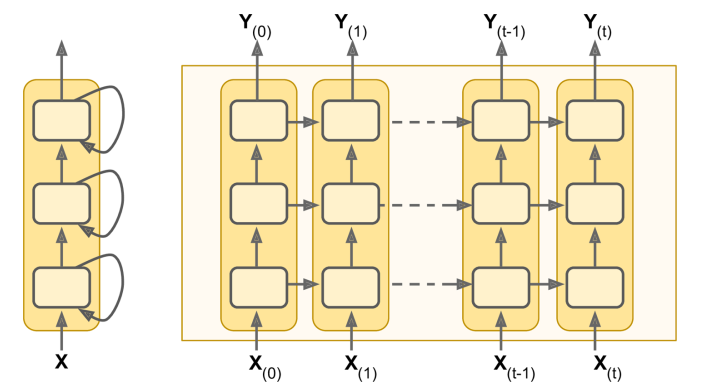 Y(0) Y(1) Y(t-1) Y(t)
X X(0) X(1) X(t-1) X(t)